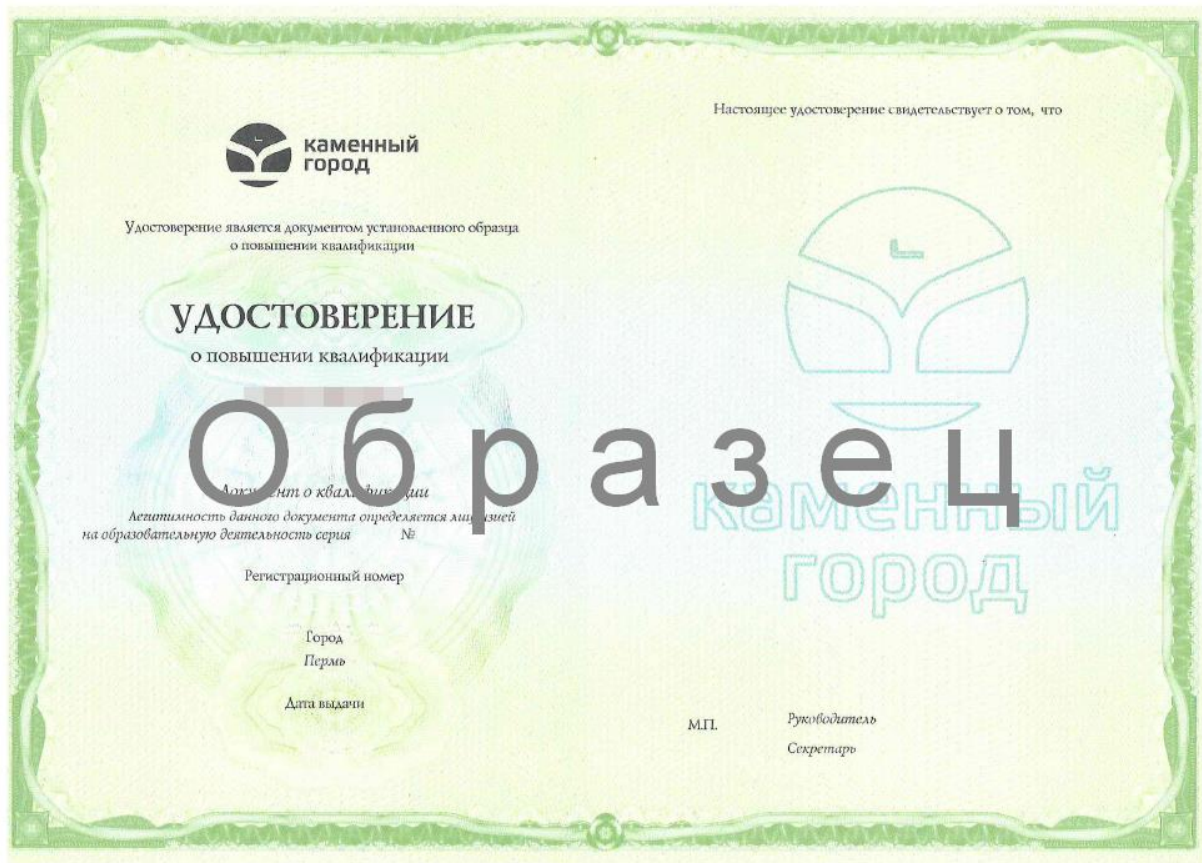 каменный
город
Удостоверение является документом установленного образца
о повышении квалификации
УДОСТОВЕРЕНИЕ
о повышении квалификации
Документ о квалификации
Легитимность данного документа определяется лицензией
на образовательную деятельность серия №
Регистрационный номер
Город
Пермь
Дата выдачи
Настоящее удостоверение свидетельствует о том, что
каменный
город
М.П. Руководитель
Секретарь
Образец